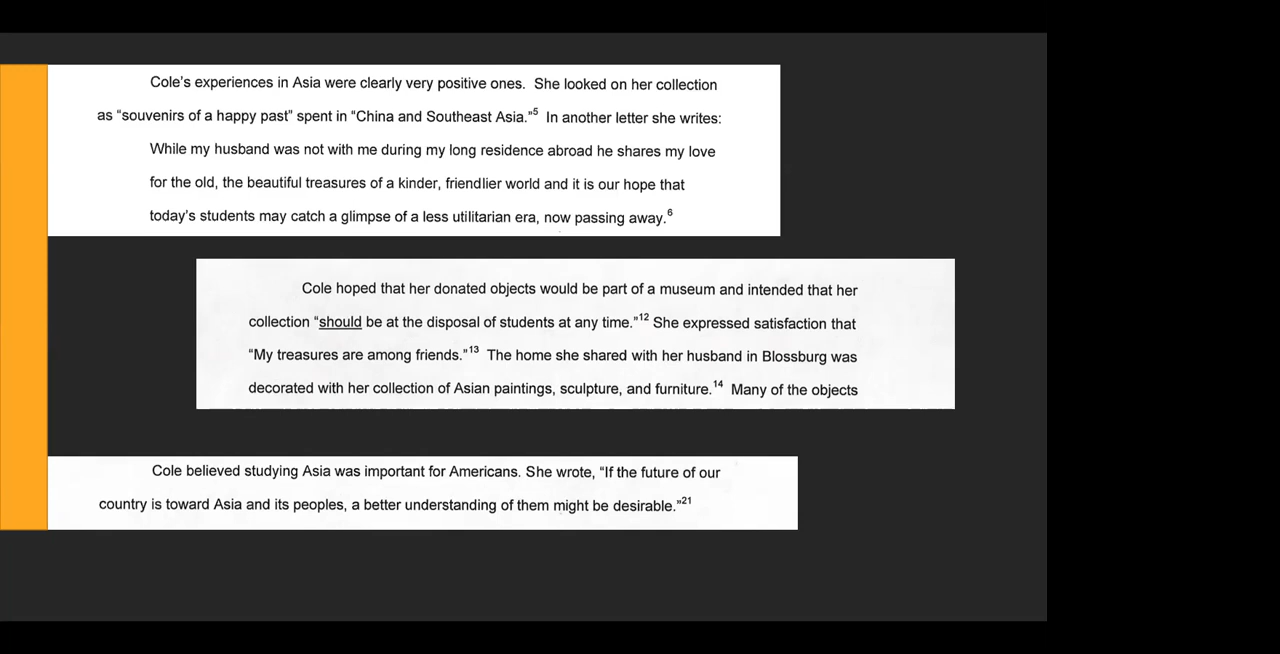 Cole's experiences in Asia were clearly very positive ones. She looked on her collection
as “souvenirs of a happy past” spent in “China and Southeast Asia.”5 In another letter she writes:
While my husband was not with me during my long residence abroad he shares my love
for the old, the beautiful treasures of a kinder, friendlier world and it is our hope that
today's students may catch a glimpse of a less utilitarian era, now passing away.6
Cole hoped that her donated objects would be part of a museum and intended that her
collection “should be at the disposal of students at any time.”12 She expressed satisfaction that
“My treasures are among friends.”13 The home she shared with her husband in Blossburg was
decorated with her collection of Asian paintings, sculpture, and furniture.14 Many of the objects
Cole believed studying Asia was important for Americans. She wrote, “If the future of our
country is toward Asia and its peoples, a better understanding of them might be desirable.”21